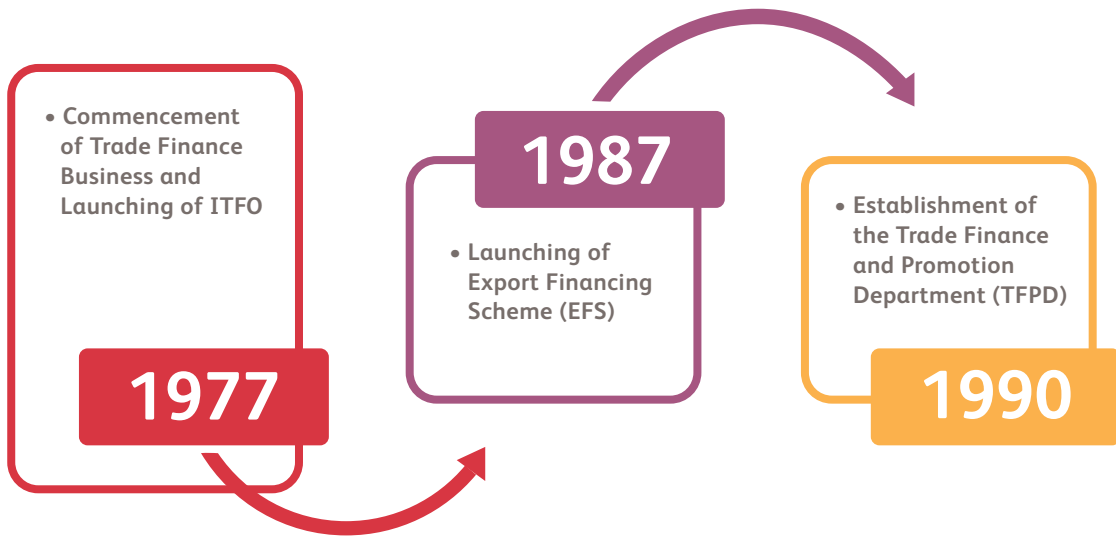 • Commencement
of Trade Finance
Business and
Launching of ITFO
1977
1987
• Launching of
Export Financing
Scheme (EFS)
• Establishment of
the Trade Finance
and Promotion
Department (TFPD)
1990